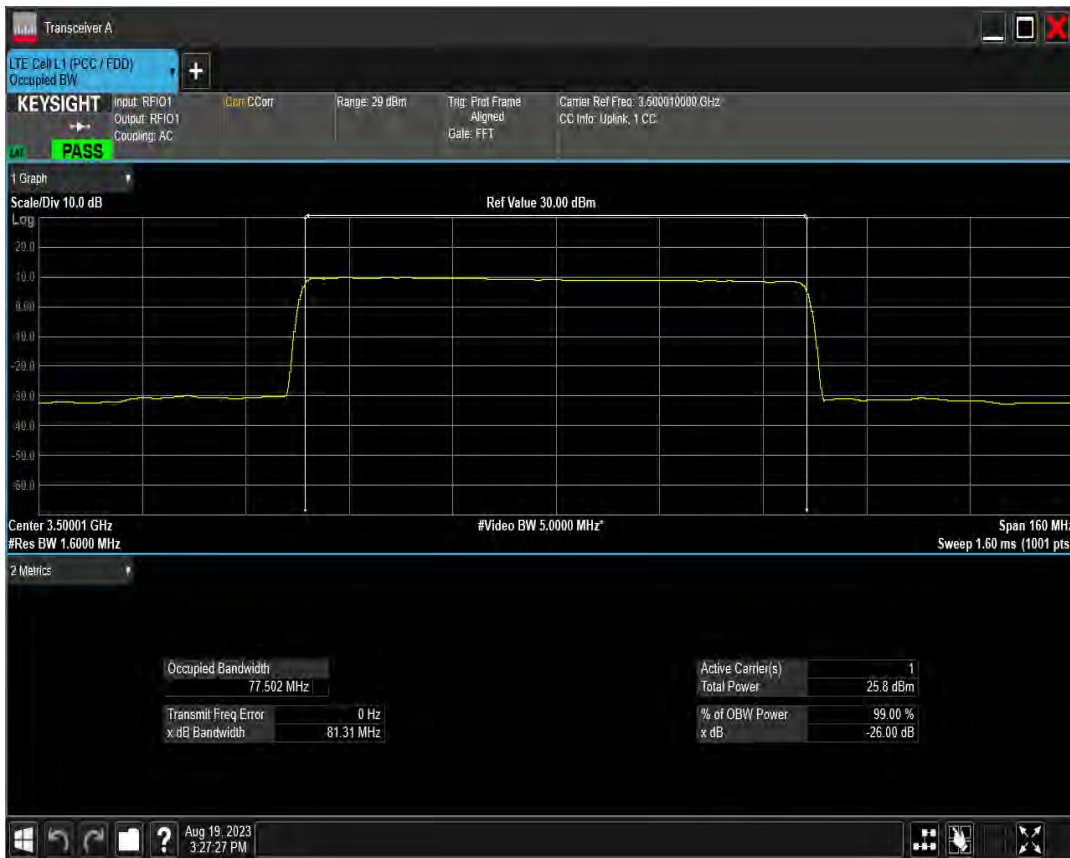 Transceiver A
LTE Cell L1 (PCC / FDD)
Occupied BW
+
KEYSIGHT
Input: RFIO1
Output: RFIO1
Coupling: AC
Corr CCorr
Range: 29 dBm
Trig: Prot Frame
Aligned
Gate: FFT
Carrier Ref Freq: 3.500010000 GHz
CC Info: Uplink, 1 CC
PASS
1 Graph
Scale/Div 10.0 dB
Ref Value 30.00 dBm
Log
20.0
10.0
0.00
-10.0
-20.0
-30.0
-40.0
-50.0
-60.0
Center 3.50001 GHz
#Video BW 5.0000 MHz*
Span 160 MHz
#Res BW 1.6000 MHz
Sweep 1.60 ms (1001 pts
2 Metrics
Occupied Bandwidth
77.502 MHz
Active Carrier(s) 1
Total Power 25.8 dBm
Transmit Freq Error 0 Hz
x dB Bandwidth 81.31 MHz
% of OBW Power 99.00 %
x dB -26.00 dB
?
Aug 19, 2023
3:27:27 PM